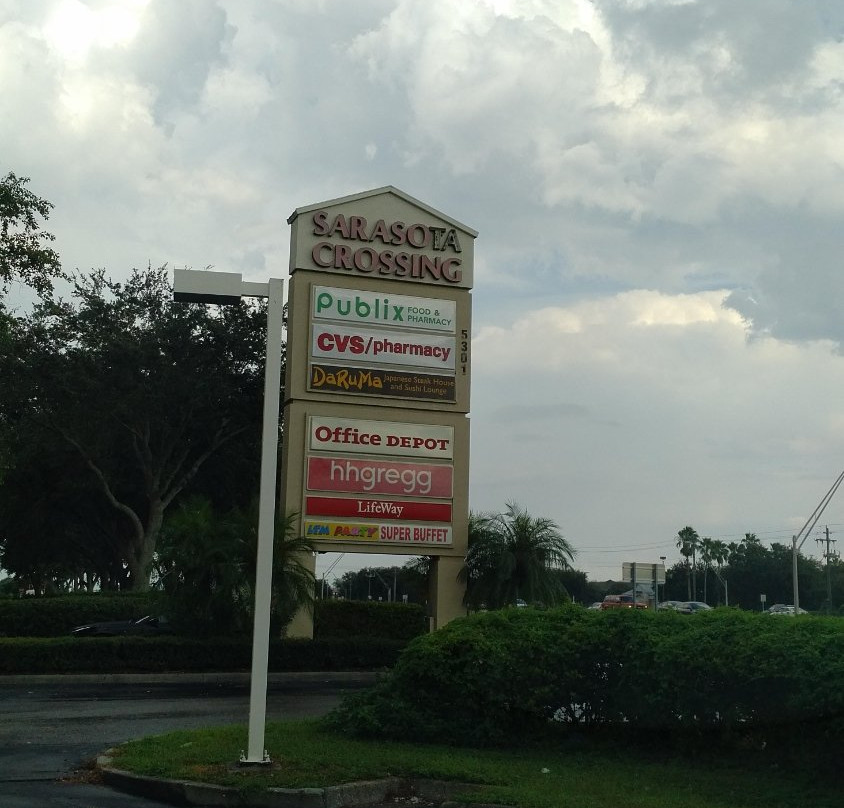 SARASOTA
CROSSING
Publix FOOD &
PHARMACY
CVS/pharmacy
5301
DaRuMa Japanese Steak House
and Sushi Lounge
Office DEPOT
hhgregg
LifeWay
PARTY SUPER BUFFET